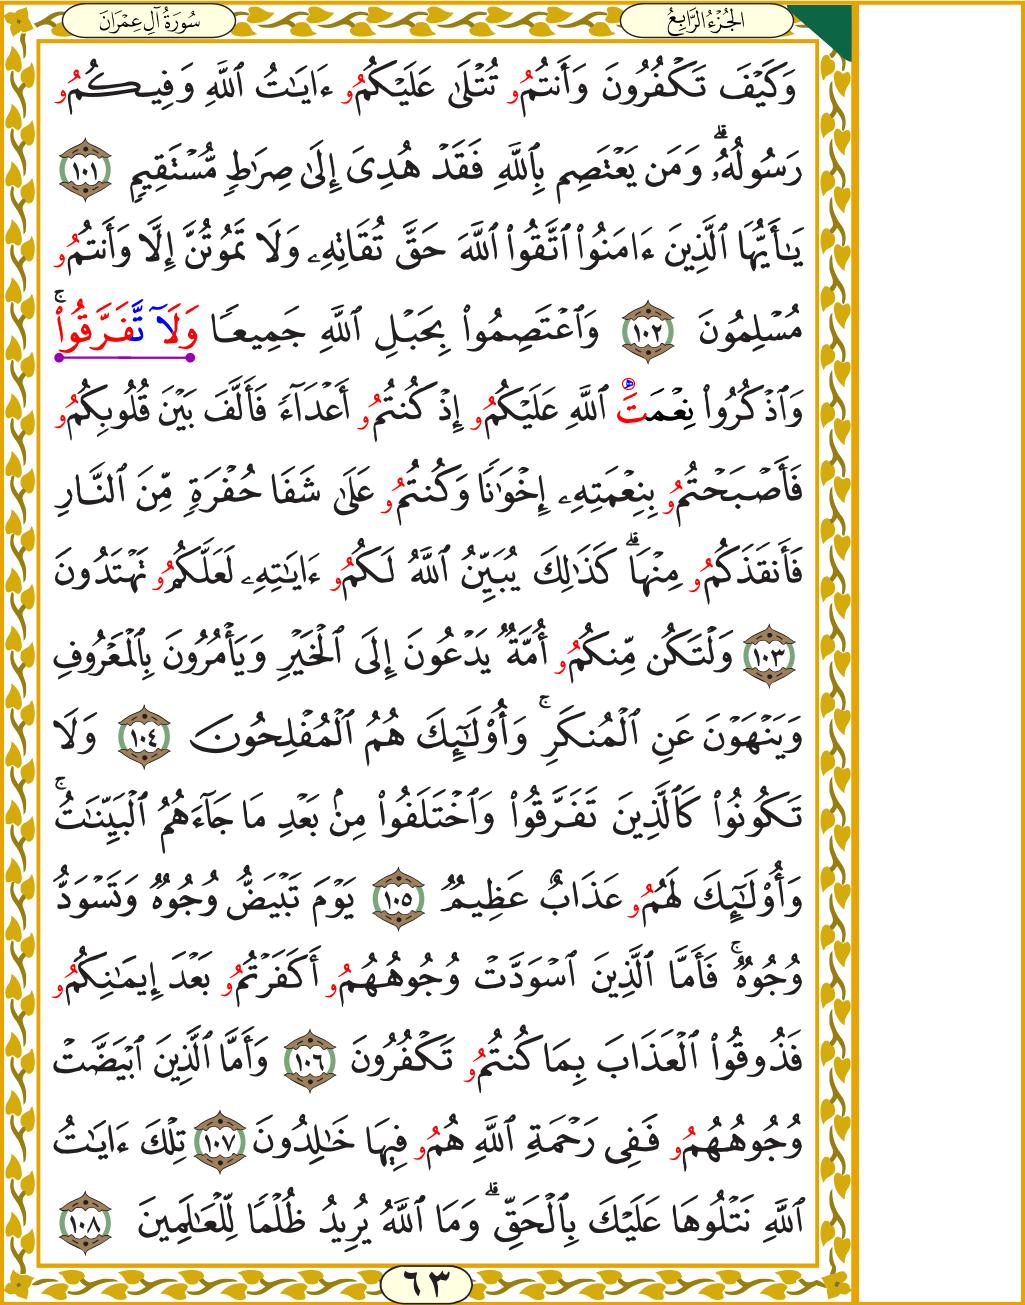 الجُزْءُ الرَّابِعُ
سُورَةُ آلِ عِمْرَانَ
وَكَيْفَ تَكْفُرُونَ وَأَنتُمُۥ تُتْلَىٰ عَلَيْكُمُۥ ءَايَٰتُ ٱللَّهِ وَفِيكُمُۥ
رَسُولُهُۥۗ وَمَن يَعْتَصِم بِٱللَّهِ فَقَدْ هُدِىَ إِلَىٰ صِرَٰطٍ مُّسْتَقِيمٍ ١٠١
يَٰٓأَيُّهَا ٱلَّذِينَ ءَامَنُوا۟ ٱتَّقُوا۟ ٱللَّهَ حَقَّ تُقَاتِهِۦ وَلَا تَمُوتُنَّ إِلَّا وَأَنتُمُۥ
مُسْلِمُونَ ١٠٢ وَٱعْتَصِمُوا۟ بِحَبْلِ ٱللَّهِ جَمِيعًا وَلَآ تَّفَرَّقُوا۟ۚ
وَٱذْكُرُوا۟ نِعْمَتَ ٱللَّهِ عَلَيْكُمُۥ إِذْ كُنتُمُۥ أَعْدَآءً فَأَلَّفَ بَيْنَ قُلُوبِكُمُۥ
فَأَصْبَحْتُمُۥ بِنِعْمَتِهِۦٓ إِخْوَٰنًا وَكُنتُمُۥ عَلَىٰ شَفَا حُفْرَةٍ مِّنَ ٱلنَّارِ
فَأَنقَذَكُمُۥ مِنْهَاۗ كَذَٰلِكَ يُبَيِّنُ ٱللَّهُ لَكُمُۥ ءَايَٰتِهِۦ لَعَلَّكُمُۥ تَهْتَدُونَ
١٠٣ وَلْتَكُن مِّنكُمُۥ أُمَّةٌ يَدْعُونَ إِلَى ٱلْخَيْرِ وَيَأْمُرُونَ بِٱلْمَعْرُوفِ
وَيَنْهَوْنَ عَنِ ٱلْمُنكَرِۚ وَأُو۟لَٰٓئِكَ هُمُ ٱلْمُفْلِحُونَ ١٠٤ وَلَا
تَكُونُوا۟ كَٱلَّذِينَ تَفَرَّقُوا۟ وَٱخْتَلَفُوا۟ مِنۢ بَعْدِ مَا جَآءَهُمُ ٱلْبَيِّنَٰتُۚ
وَأُو۟لَٰٓئِكَ لَهُمُۥ عَذَابٌ عَظِيمٌ ١٠٥ يَوْمَ تَبْيَضُّ وُجُوهٌ وَتَسْوَدُّ
وُجُوهٌۚ فَأَمَّا ٱلَّذِينَ ٱسْوَدَّتْ وُجُوهُهُمُۥ أَكَفَرْتُمُۥ بَعْدَ إِيمَٰنِكُمُۥ
فَذُوقُوا۟ ٱلْعَذَابَ بِمَا كُنتُمُۥ تَكْفُرُونَ ١٠٦ وَأَمَّا ٱلَّذِينَ ٱبْيَضَّتْ
وُجُوهُهُمُۥ فَفِى رَحْمَةِ ٱللَّهِ هُمُۥ فِيهَا خَٰلِدُونَ ١٠٧ تِلْكَ ءَايَٰتُ
ٱللَّهِ نَتْلُوهَا عَلَيْكَ بِٱلْحَقِّۗ وَمَا ٱللَّهُ يُرِيدُ ظُلْمًا لِّلْعَٰلَمِينَ ١٠٨
٦٣